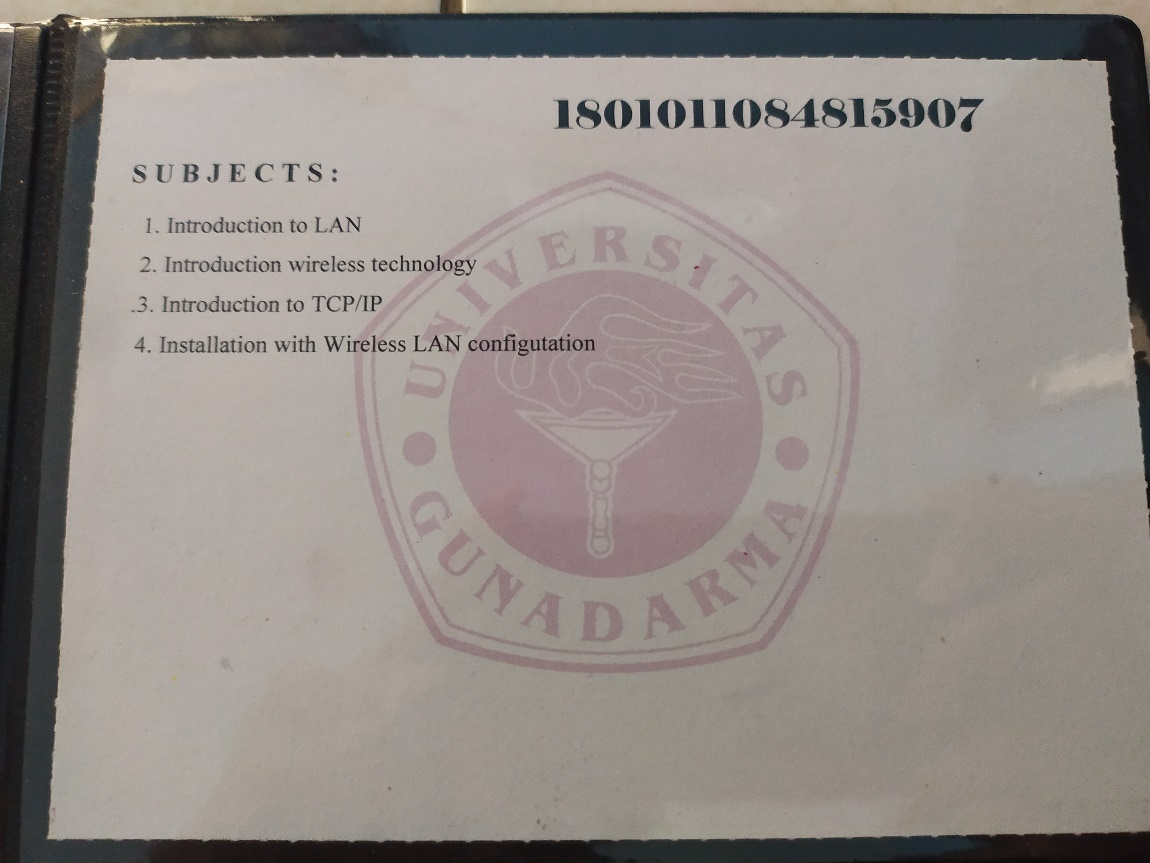 1801011084815907
SUBJECTS:
1. Introduction to LAN
2. Introduction wireless technology
.3. Introduction to TCP/IP
4. Installation with Wireless LAN configutation
UNIVERSITAS
GUNADARMA